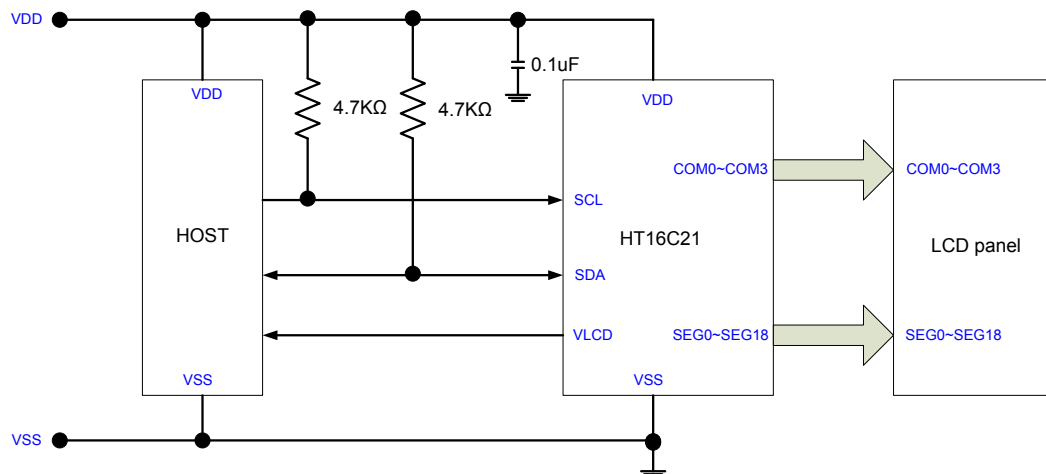 VDD
0.1uF
VDD
4.7KΩ
4.7KΩ
VDD
COM0~COM3
COM0~COM3
SCL
HOST
HT16C21
LCD panel
SDA
VLCD
SEG0~SEG18
SEG0~SEG18
VSS
VSS
VSS